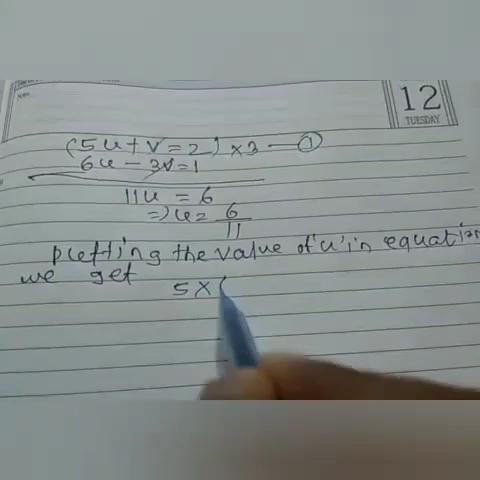 12
TUESDAY
(5u + v = 2) × 3 — ①
6u - 3v = 1
11u = 6
=> u = 6/11
putting the value of 'u' in equation
we get
5 × (